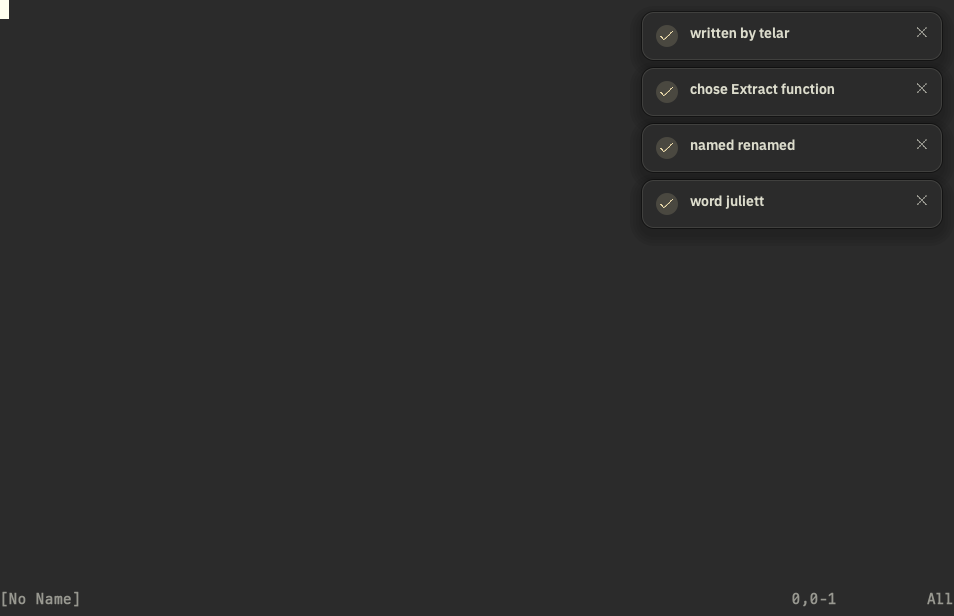 written by telar
chose Extract function
named renamed
word juliett
[No Name] 0,0-1 All